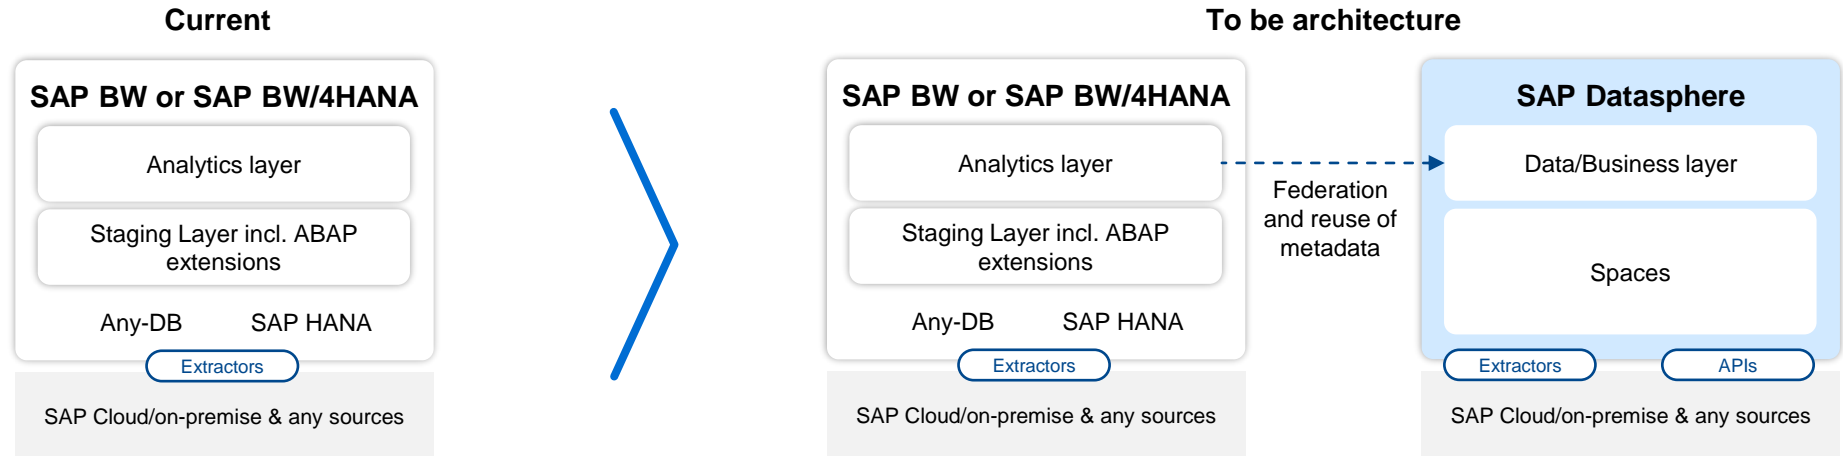 Current
SAP BW or SAP BW/4HANA
Analytics layer
Staging Layer incl. ABAP
extensions
Any-DB
SAP HANA
Extractors
SAP Cloud/on-premise & any sources
To be architecture
SAP BW or SAP BW/4HANA
Analytics layer
Staging Layer incl. ABAP
extensions
Any-DB
SAP HANA
Extractors
SAP Cloud/on-premise & any sources
Federation
and reuse of
metadata
SAP Datasphere
Data/Business layer
Spaces
Extractors
APIs
SAP Cloud/on-premise & any sources